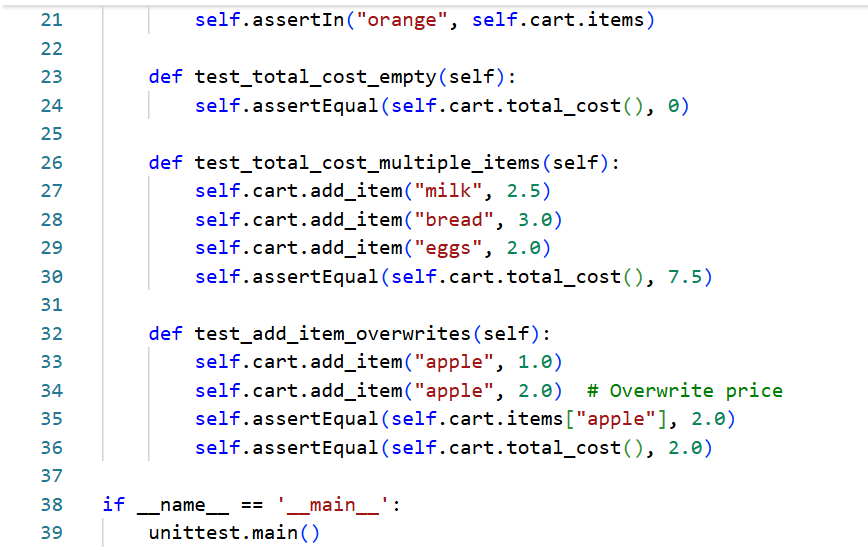 21 self.assertIn("orange", self.cart.items)
22
23 def test_total_cost_empty(self):
24 self.assertEqual(self.cart.total_cost(), 0)
25
26 def test_total_cost_multiple_items(self):
27 self.cart.add_item("milk", 2.5)
28 self.cart.add_item("bread", 3.0)
29 self.cart.add_item("eggs", 2.0)
30 self.assertEqual(self.cart.total_cost(), 7.5)
31
32 def test_add_item_overwrites(self):
33 self.cart.add_item("apple", 1.0)
34 self.cart.add_item("apple", 2.0)  # Overwrite price
35 self.assertEqual(self.cart.items["apple"], 2.0)
36 self.assertEqual(self.cart.total_cost(), 2.0)
37
38 if __name__ == '__main__':
39 unittest.main()